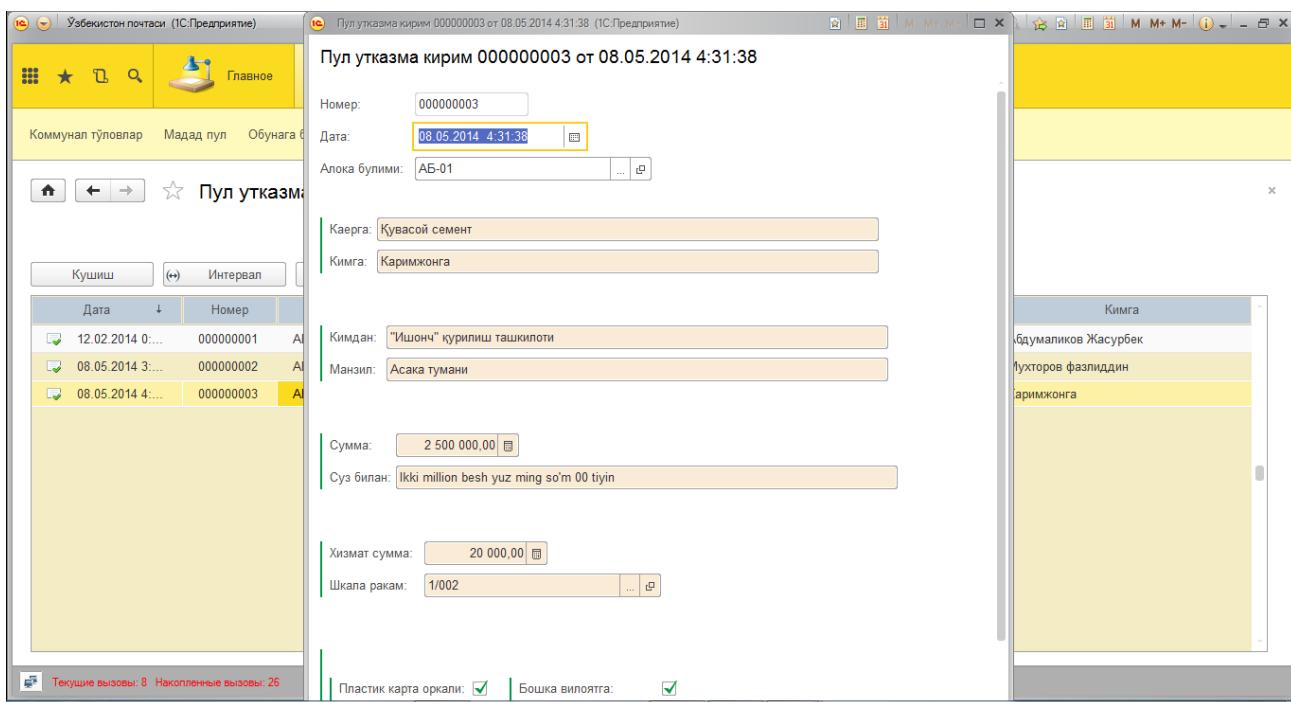 Ўзбекистон почтаси (1С:Предприятие)
Пул утказма кирим 000000003 от 08.05.2014 4:31:38 (1С:Предприятие)
M M+ M-
M M+ M-
Главное
Коммунал тўловлар Мадад пул Обунага
Пул утказма
Кушиш Интервал
Дата ↓ Номер Кимга
12.02.2014 0:... 000000001 Абдумаликов Жасурбек
08.05.2014 3:... 000000002 Мухторов фазлиддин
08.05.2014 4:... 000000003 Каримжонга
Текущие вызовы: 8 Накопленные вызовы: 26
Пул утказма кирим 000000003 от 08.05.2014 4:31:38
Номер: 000000003
Дата: 08.05.2014 4:31:38
Алока булими: АБ-01 ...
Каерга: Қувасой семент
Кимга: Каримжонга
Кимдан: "Ишонч" қурилиш ташкилоти
Манзил: Асака тумани
Сумма: 2 500 000,00
Суз билан: Ikki million besh yuz ming so'm 00 tiyin
Хизмат сумма: 20 000,00
Шкала ракам: 1/002 ...
Пластик карта оркали: Бошка вилоятга: